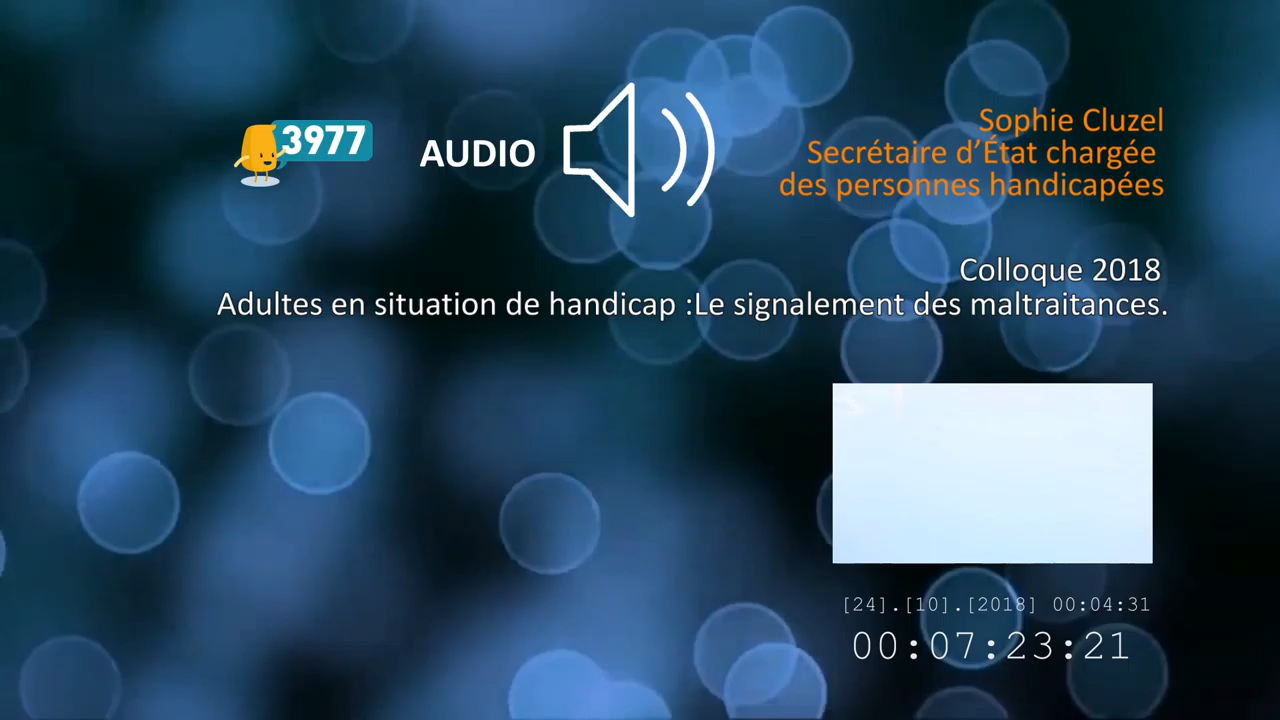 3977
AUDIO
Sophie Cluzel
Secrétaire d’État chargée
des personnes handicapées
Colloque 2018
Adultes en situation de handicap :Le signalement des maltraitances.
[24].[10].[2018] 00:04:31
00:07:23:21